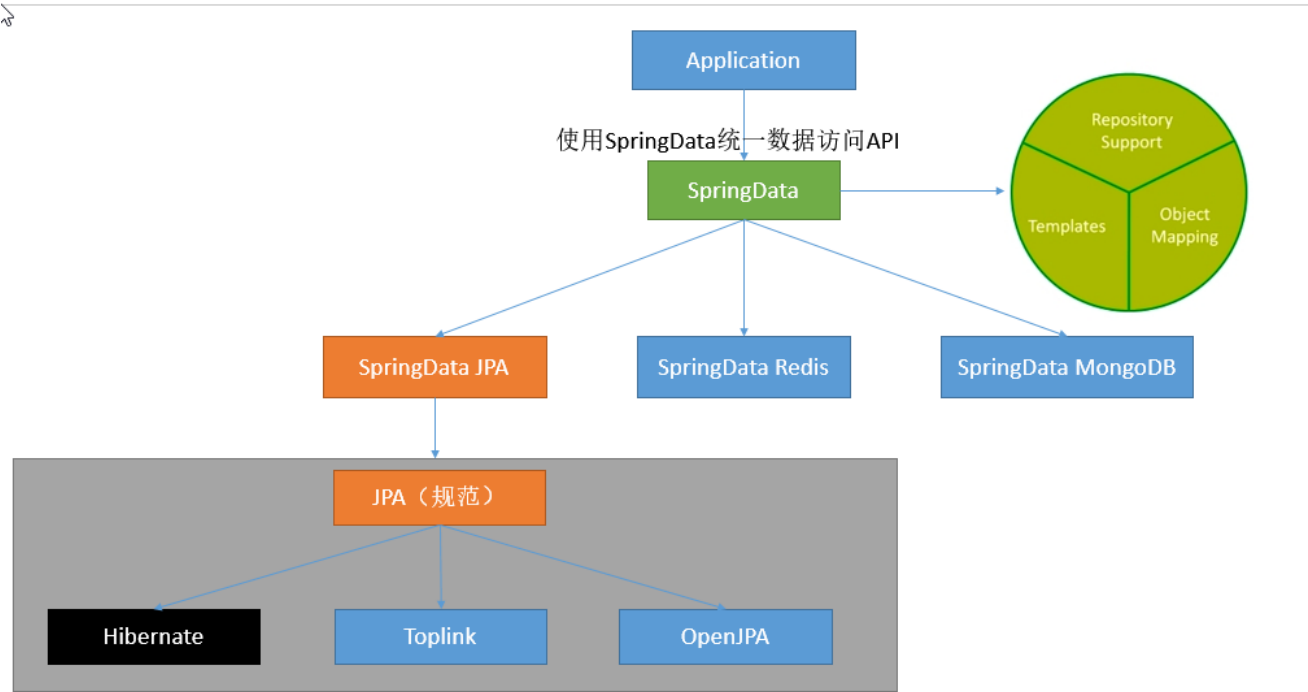 Application
使用SpringData统一数据访问API
SpringData
Repository
Support
Templates
Object
Mapping
SpringData JPA
SpringData Redis
SpringData MongoDB
JPA（规范）
Hibernate
Toplink
OpenJPA